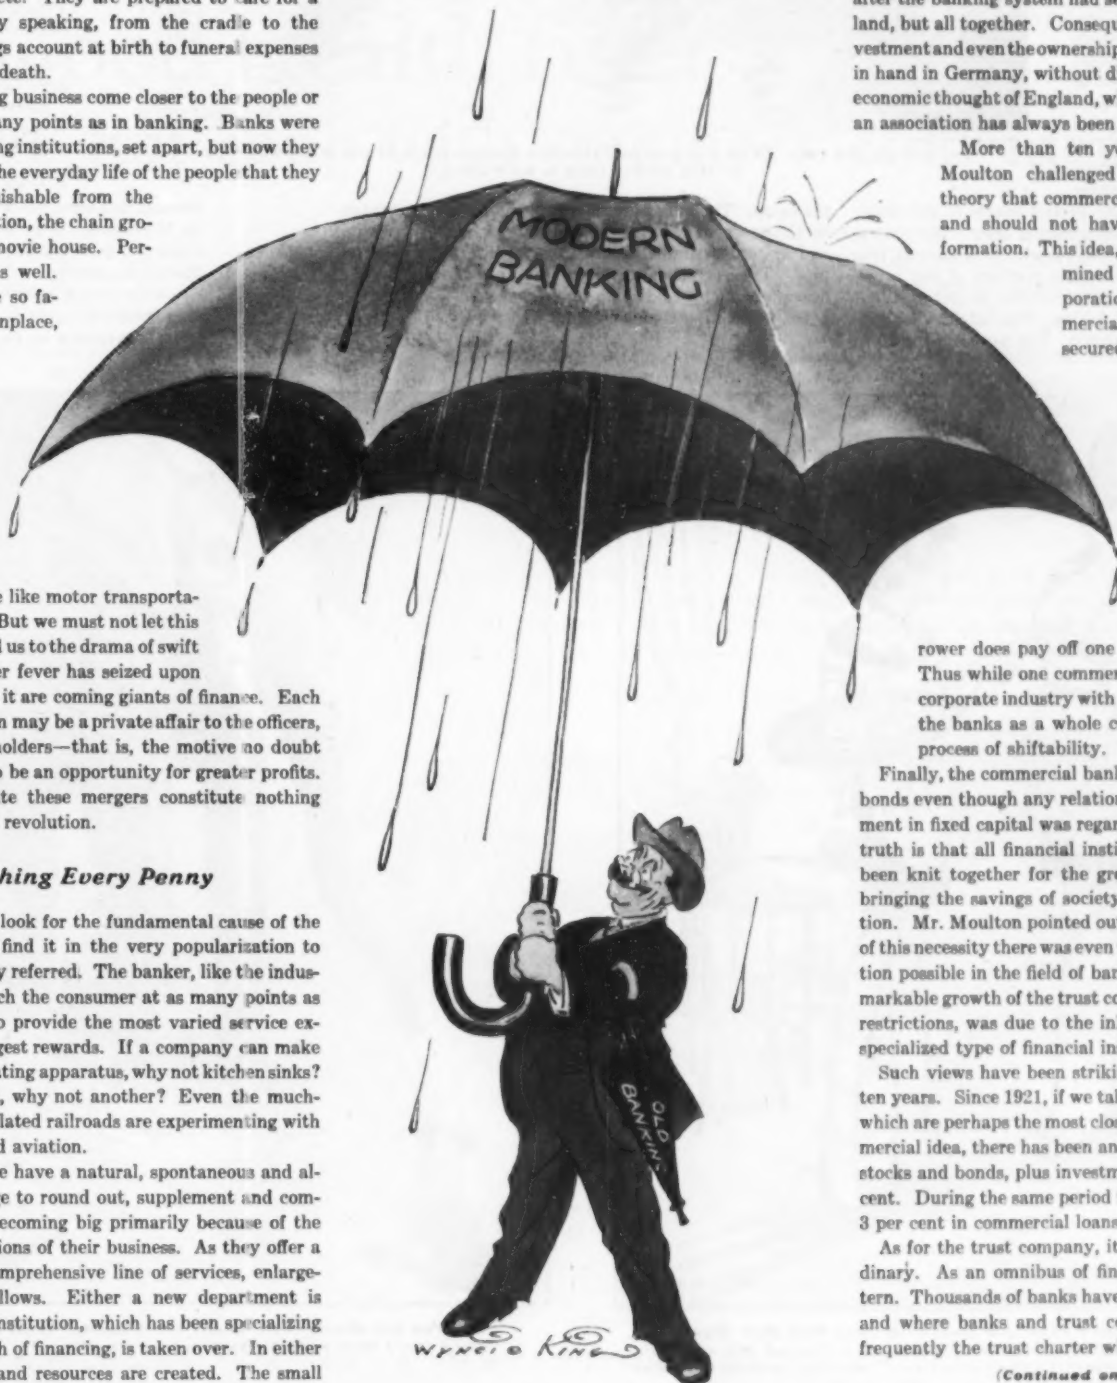 y speaking, from the cradle to the
gs account at birth to funeral expenses
death.
g business come closer to the people or
any points as in banking. Banks were
ng institutions, set apart, but now they
he everyday life of the people that they
ishable from the
tion, the chain gro-
movie house. Per-
s well.
so fa-
nplace,
like motor transporta-
But we must not let this
d us to the drama of swift
er fever has seized upon
it are coming giants of finance. Each
n may be a private affair to the officers,
holders—that is, the motive no doubt
o be an opportunity for greater profits.
te these mergers constitute nothing
revolution.
hing Every Penny
look for the fundamental cause of the
find it in the very popularization to
y referred. The banker, like the indus-
ch the consumer at as many points as
o provide the most varied service ex-
gest rewards. If a company can make
ating apparatus, why not kitchen sinks?
, why not another? Even the much-
lated railroads are experimenting with
d aviation.
e have a natural, spontaneous and al-
ge to round out, supplement and com-
becoming big primarily because of the
ions of their business. As they offer a
omprehensive line of services, enlarge-
llows. Either a new department is
nstitution, which has been specializing
h of financing, is taken over. In either
and resources are created. The small
MODERN
BANKING
OLD
BANKING
WYNCIE KING
land, but all together. Consequ
vestment and even the ownership
in hand in Germany, without d
economic thought of England, w
an association has always been
More than ten y
Moulton challenged
theory that commerc
and should not hav
formation. This idea,
mined
poratio
mercia
secured
rower does pay off one
Thus while one commer
corporate industry with
the banks as a whole c
process of shiftability.
Finally, the commercial bank
bonds even though any relation
ment in fixed capital was regar
truth is that all financial insti
been knit together for the gre
bringing the savings of society
tion. Mr. Moulton pointed ou
of this necessity there was even
tion possible in the field of ban
markable growth of the trust co
restrictions, was due to the in
specialized type of financial ins
Such views have been striki
ten years. Since 1921, if we tal
which are perhaps the most clos
mercial idea, there has been an
stocks and bonds, plus investm
cent. During the same period
3 per cent in commercial loans
As for the trust company, it
dinary. As an omnibus of fin
tern. Thousands of banks have
and where banks and trust co
frequently the trust charter w
(Continued on